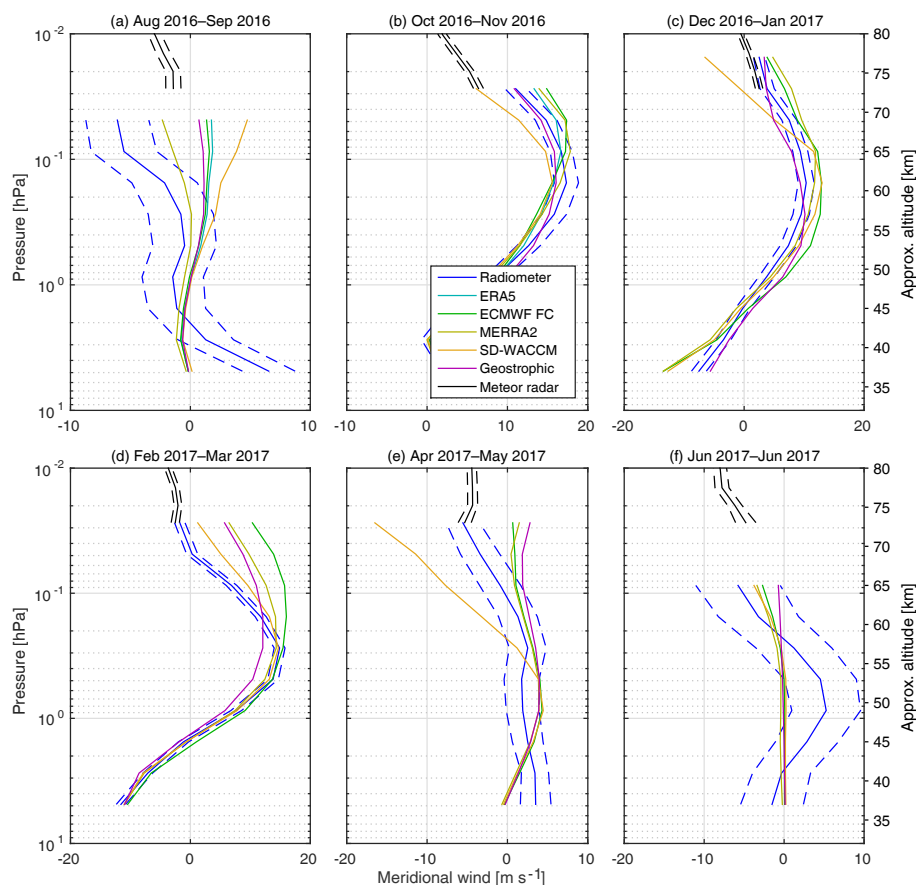 (a) Aug 2016–Sep 2016
(b) Oct 2016–Nov 2016
(c) Dec 2016–Jan 2017
10-2
10-1
100
101
Pressure [hPa]
-10
0
10
-10
0
10
20
-20
0
20
80
75
70
65
60
55
50
45
40
35
Approx. altitude [km]
Radiometer
ERA5
ECMWF FC
MERRA2
SD-WACCM
Geostrophic
Meteor radar
(d) Feb 2017–Mar 2017
(e) Apr 2017–May 2017
(f) Jun 2017–Jun 2017
10-2
10-1
100
101
Pressure [hPa]
-20
0
20
-20
-10
0
10
-20
-10
0
10
80
75
70
65
60
55
50
45
40
35
Approx. altitude [km]
Meridional wind [m s-1]